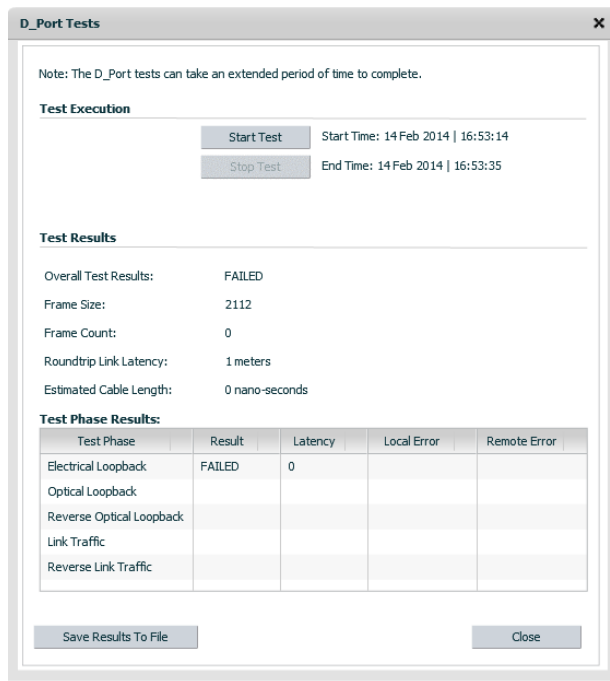 D_Port Tests
Note: The D_Port tests can take an extended period of time to complete.
Test Execution
Start Test Start Time: 14 Feb 2014 | 16:53:14
Stop Test End Time: 14 Feb 2014 | 16:53:35
Test Results
Overall Test Results: FAILED
Frame Size: 2112
Frame Count: 0
Roundtrip Link Latency: 1 meters
Estimated Cable Length: 0 nano-seconds
Test Phase Results:
Test Phase Result Latency Local Error Remote Error
Electrical Loopback FAILED 0
Optical Loopback
Reverse Optical Loopback
Link Traffic
Reverse Link Traffic
Save Results To File Close